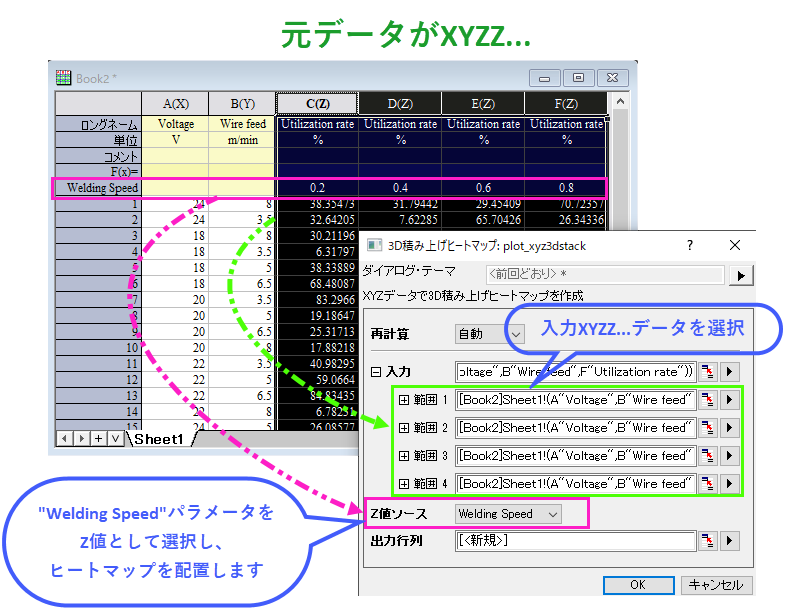 元データがXYZZ...
Book2 *
A(X) B(Y) C(Z) D(Z) E(Z) F(Z)
ロングネーム Voltage Wire feed Utilization rate Utilization rate Utilization rate Utilization rate
単位 V m/min % % % %
コメント
F(x)=
Welding Speed 0.2 0.4 0.6 0.8
1 24 8 38.35473 31.79442 29.45409 70.72357
2 24 3.5 32.64205 7.62285 65.70426 26.34336
3 18 8 30.21196
4 18 3.5 6.31797
5 18 5 38.33889
6 18 6.5 68.48087
7 20 3.5 83.2966
8 20 5 19.18647
9 20 6.5 25.31713
10 20 8 17.88218
11 22 3.5 40.98295
12 22 5 59.0664
13 22 6.5 84.83435
14 22 8 6.78251
15 24 5 26.08577
Sheet1
3D積み上げヒートマップ: plot_xyz3dstack
ダイアログ・テーマ <前回どおり> *
XYZデータで3D積み上げヒートマップを作成
再計算 自動
入力XYZZ...データを選択
入力 oltage",B"Wire feed",F"Utilization rate"))
範囲 1 [Book2]Sheet1!(A"Voltage",B"Wire feed"
範囲 2 [Book2]Sheet1!(A"Voltage",B"Wire feed"
範囲 3 [Book2]Sheet1!(A"Voltage",B"Wire feed"
範囲 4 [Book2]Sheet1!(A"Voltage",B"Wire feed"
Z値ソース Welding Speed
出力行列 [<新規>]
OK キャンセル
"Welding Speed"パラメータを
Z値として選択し、
ヒートマップを配置します